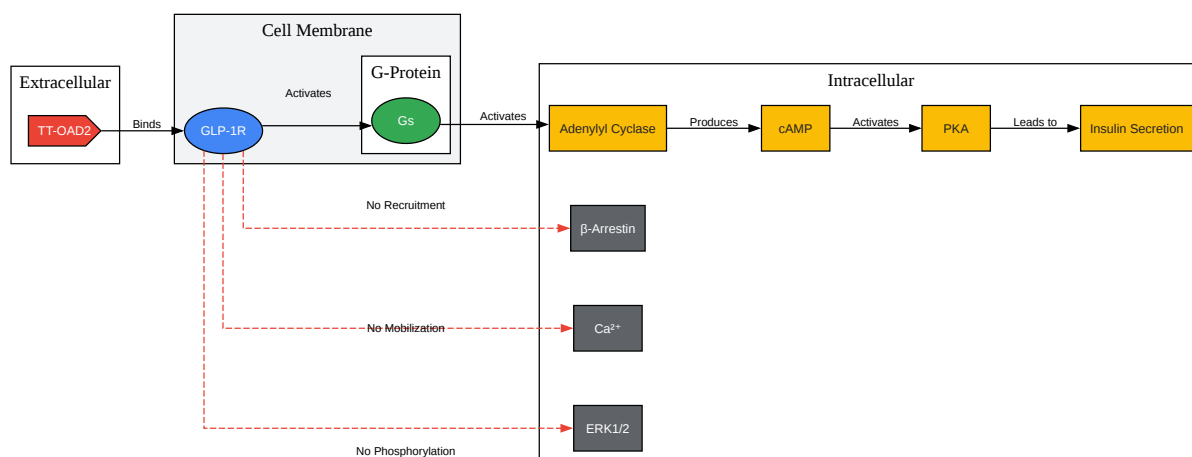 Cell Membrane
Extracellular
G-Protein
Intracellular
TT-OAD2
Binds
GLP-1R
Activates
Gs
Activates
Adenylyl Cyclase
Produces
cAMP
Activates
PKA
Leads to
Insulin Secretion
No Recruitment
β-Arrestin
No Mobilization
Ca²⁺
ERK1/2
No Phosphorylation